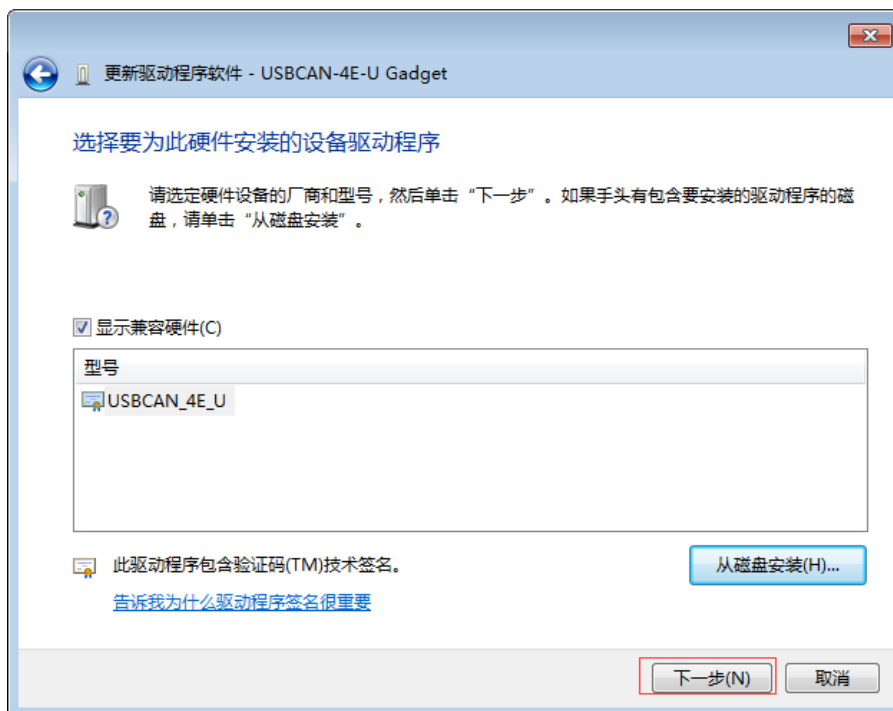 更新驱动程序软件 - USBCAN-4E-U Gadget
选择要为此硬件安装的设备驱动程序
请选定硬件设备的厂商和型号，然后单击“下一步”。如果手头有包含要安装的驱动程序的磁
盘，请单击“从磁盘安装”。
显示兼容硬件(C)
型号
USBCAN_4E_U
此驱动程序包含验证码(TM)技术签名。
从磁盘安装(H)...
告诉我为什么驱动程序签名很重要
下一步(N)
取消